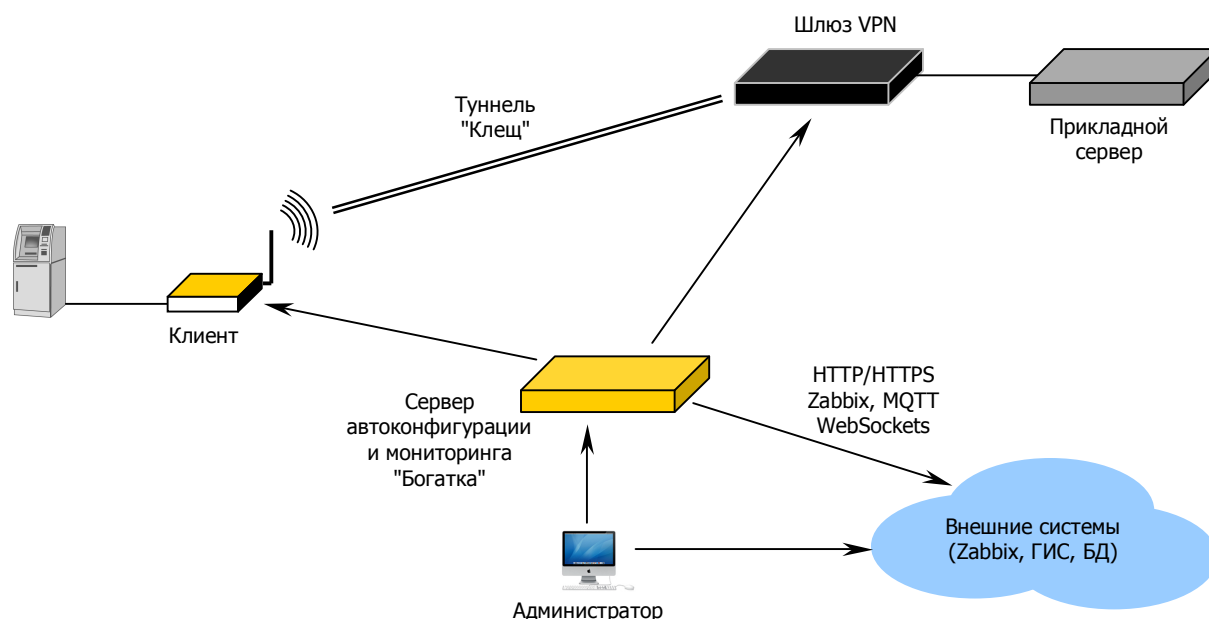 Шлюз VPN
Туннель
"Клещ"
Прикладной
сервер
Клиент
HTTP/HTTPS
Zabbix, MQTT
WebSockets
Сервер
автоконфигурации
и мониторинга
"Богатка"
Внешние системы
(Zabbix, ГИС, БД)
Администратор